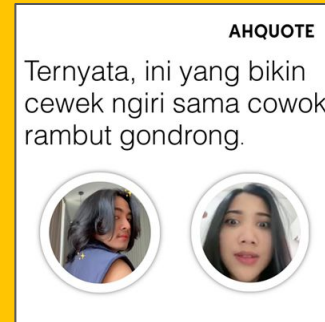 AHQUOTE
Ternyata, ini yang bikin
cewek ngiri sama cowok
rambut gondrong.